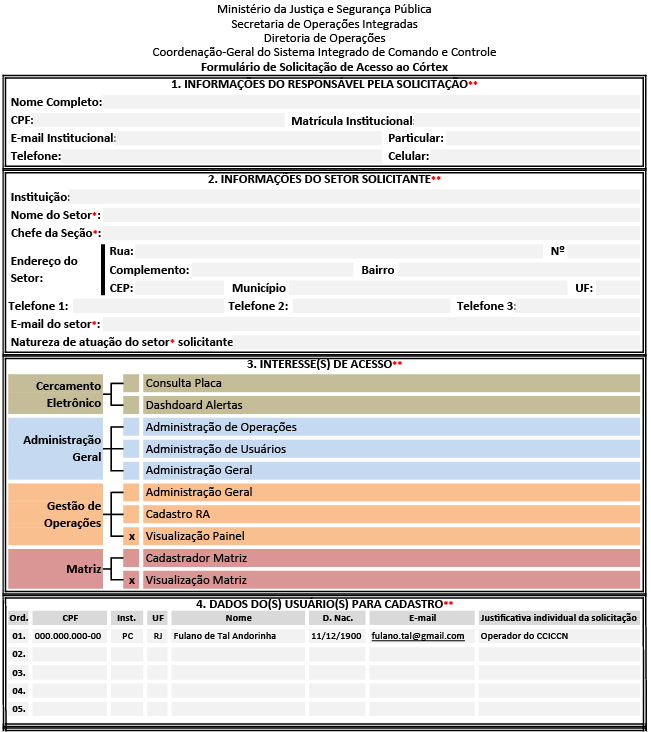 Ministério da Justiça e Segurança Pública
Secretaria de Operações Integradas
Diretoria de Operações
Coordenação-Geral do Sistema Integrado de Comando e Controle
Formulário de Solicitação de Acesso ao Córtex
1. INFORMAÇÕES DO RESPONSÁVEL PELA SOLICITAÇÃO**
Nome Completo:
CPF: Matrícula Institucional:
E-mail Institucional: Particular:
Telefone: Celular:
2. INFORMAÇÕES DO SETOR SOLICITANTE**
Instituição:
Nome do Setor*:
Chefe da Seção*:
Endereço do Setor:
Rua: Nº
Complemento: Bairro
CEP: Município UF:
Telefone 1: Telefone 2: Telefone 3:
E-mail do setor*:
Natureza de atuação do setor* solicitante
3. INTERESSE(S) DE ACESSO**
Cercamento Eletrônico
Consulta Placa
Dashdoard Alertas
Administração Geral
Administração de Operações
Administração de Usuários
Administração Geral
Gestão de Operações
Administração Geral
Cadastro RA
x Visualização Painel
Matriz
Cadastrador Matriz
x Visualização Matriz
4. DADOS DO(S) USUÁRIO(S) PARA CADASTRO**
Ord. CPF Inst. UF Nome D. Nac. E-mail Justificativa individual da solicitação
01. 000.000.000-00 PC RJ Fulano de Tal Andorinha 11/12/1900 fulano.tal@gmail.com Operador do CCICCN
02.
03.
04.
05.